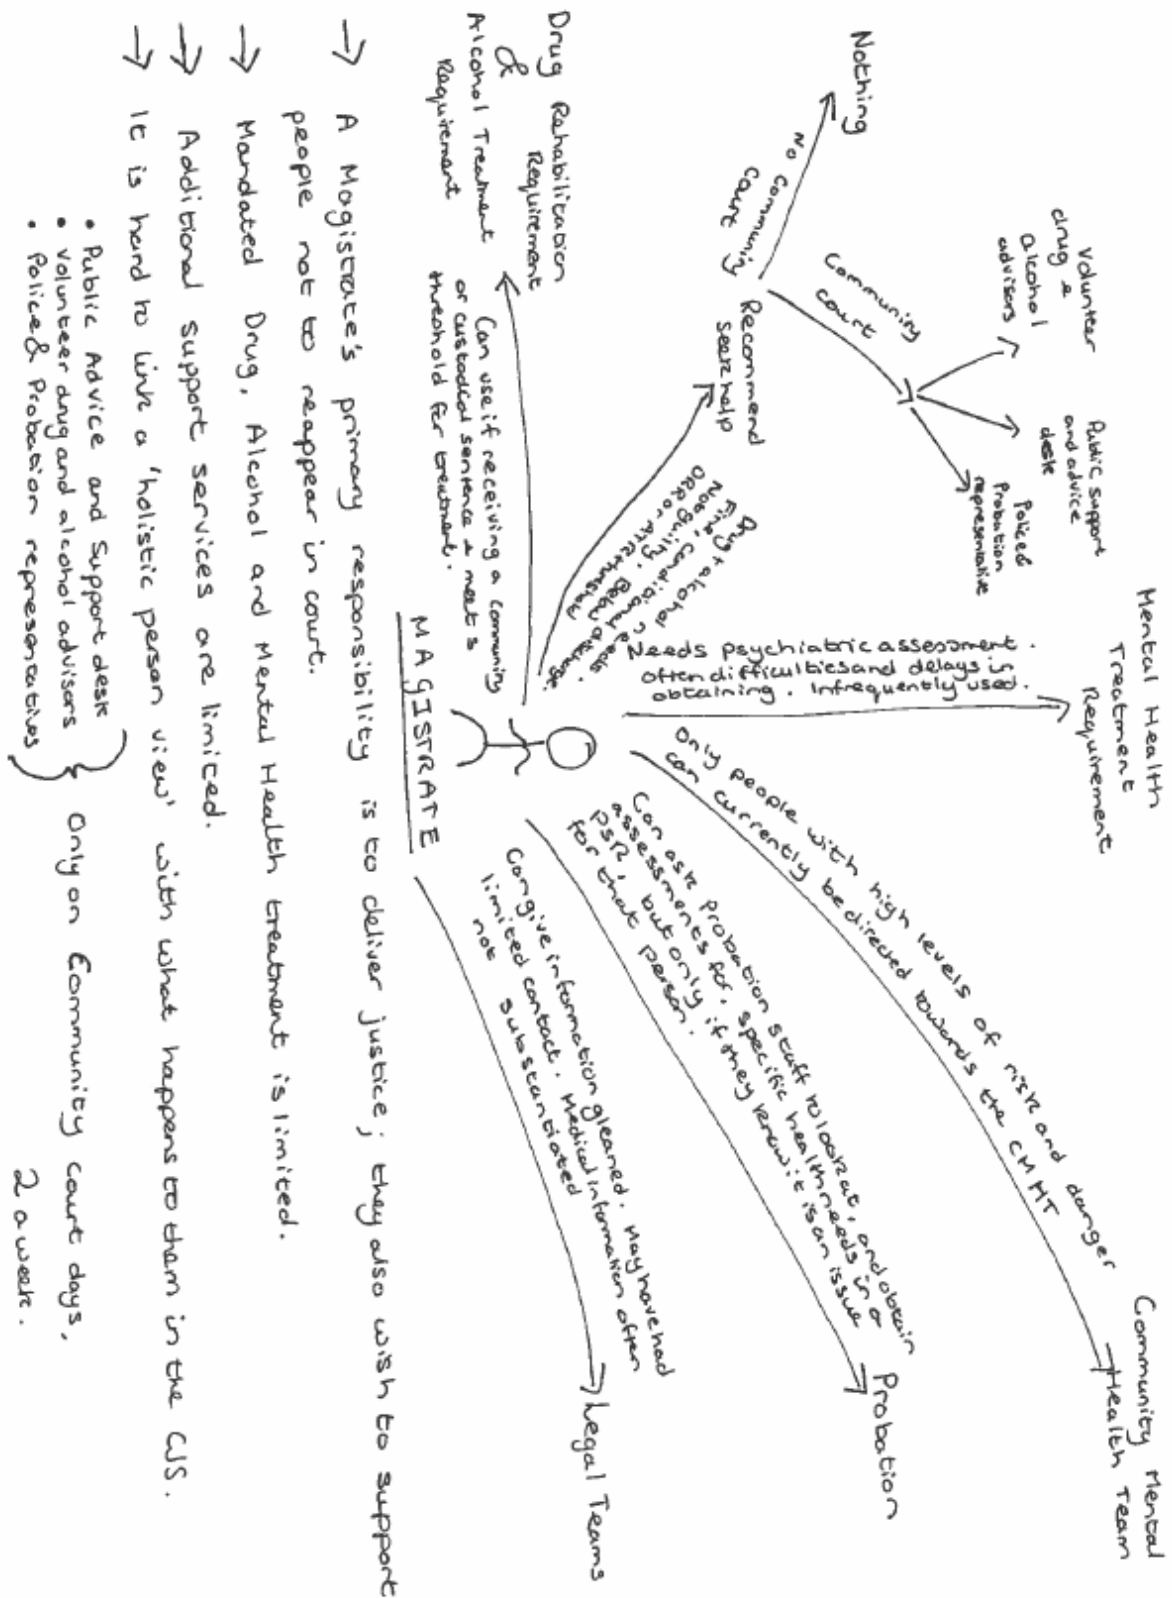 Mental Health
Treatment
Requirement
Community Mental
Health Team
Volunteer
drug &
alcohol
advisors
Public support
and advice
desk
Police &
Probation
representative
Community
court
Nothing
No Community
Court
Recommend
seek help
Drug & alcohol needs.
Fine, conditional discharge.
Not guilty. Below
DRR or ATR threshold
Needs psychiatric assessment.
Often difficulties and delays in
obtaining. Infrequently used.
Only people with high levels of risk and danger
can currently be directed towards the CMHT
Probation
Can ask probation staff to look at, and obtain
assessments for, specific health needs in a
PSR, but only if they know it is an issue
for that person.
Legal Teams
Can give information gleaned. May have had
limited contact. Medical information often
not substantiated
Drug Rehabilitation
Requirement
&
Alcohol Treatment
Requirement
Can use if receiving a community
or custodial sentence & meets
threshold for treatment.
MAGISTRATE
→ A Magistrate's primary responsibility is to deliver justice; they also wish to support
people not to reappear in court.
→ Mandated Drug, Alcohol and Mental Health treatment is limited.
→ Additional support services are limited.
→ It is hard to link a 'holistic person view' with what happens to them in the CJS.
• Public Advice and Support desk
• Volunteer drug and alcohol advisors
• Police & Probation representatives
Only on Community Court days.
2 a week.